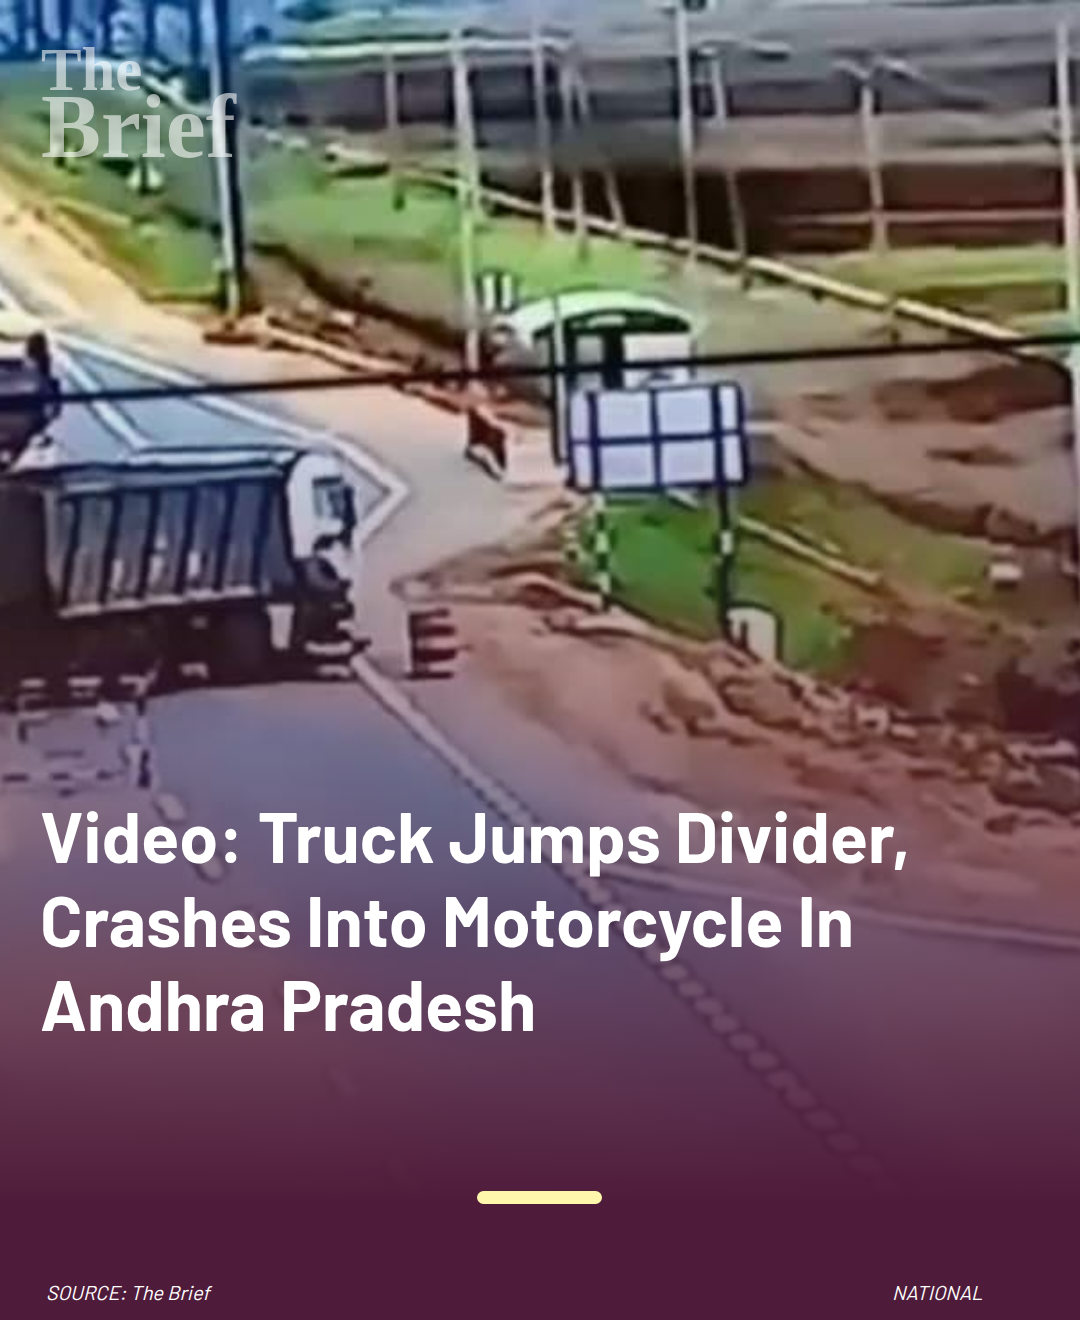 The
Brief
Video: Truck Jumps Divider,
Crashes Into Motorcycle In
Andhra Pradesh
SOURCE: The Brief
NATIONAL